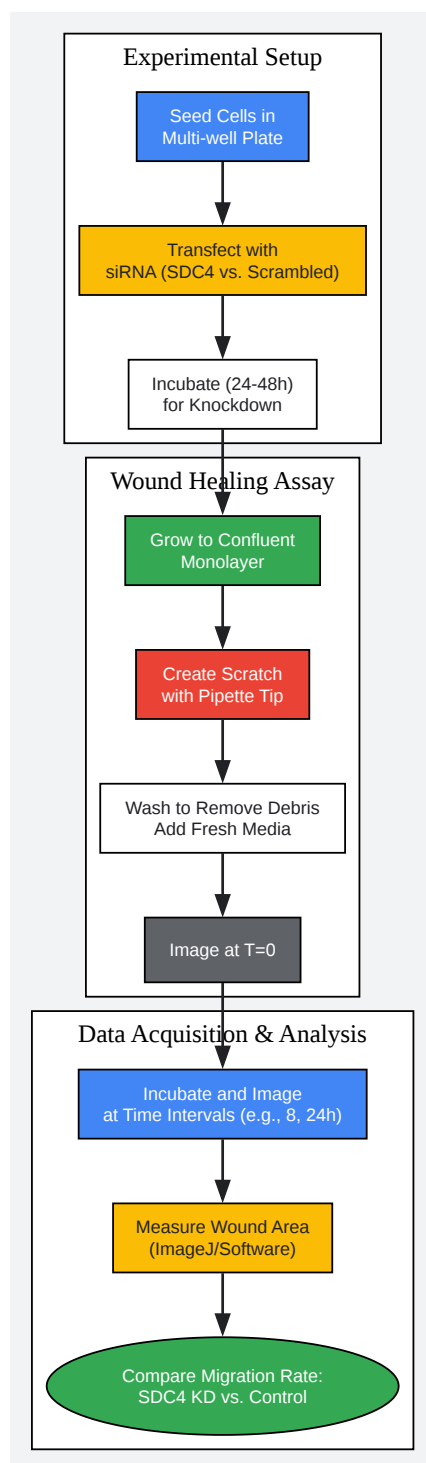 Experimental Setup
Seed Cells in
Multi-well Plate
Transfect with
siRNA (SDC4 vs. Scrambled)
Incubate (24-48h)
for Knockdown
Wound Healing Assay
Grow to Confluent
Monolayer
Create Scratch
with Pipette Tip
Wash to Remove Debris
Add Fresh Media
Image at T=0
Data Acquisition & Analysis
Incubate and Image
at Time Intervals (e.g., 8, 24h)
Measure Wound Area
(ImageJ/Software)
Compare Migration Rate:
SDC4 KD vs. Control